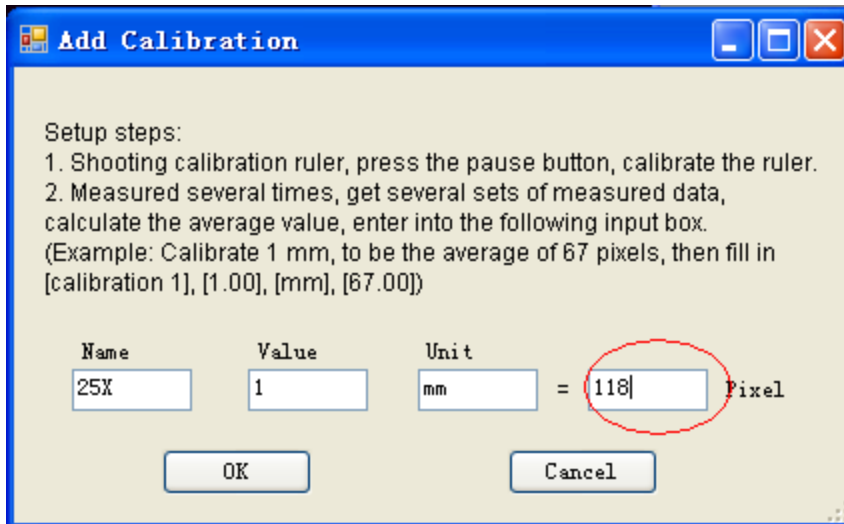 Add Calibration
Setup steps:
1. Shooting calibration ruler, press the pause button, calibrate the ruler.
2. Measured several times, get several sets of measured data,
calculate the average value, enter into the following input box.
(Example: Calibrate 1 mm, to be the average of 67 pixels, then fill in
[calibration 1], [1.00], [mm], [67.00])
Name Value Unit
25X 1 mm = 118 Pixel
OK Cancel